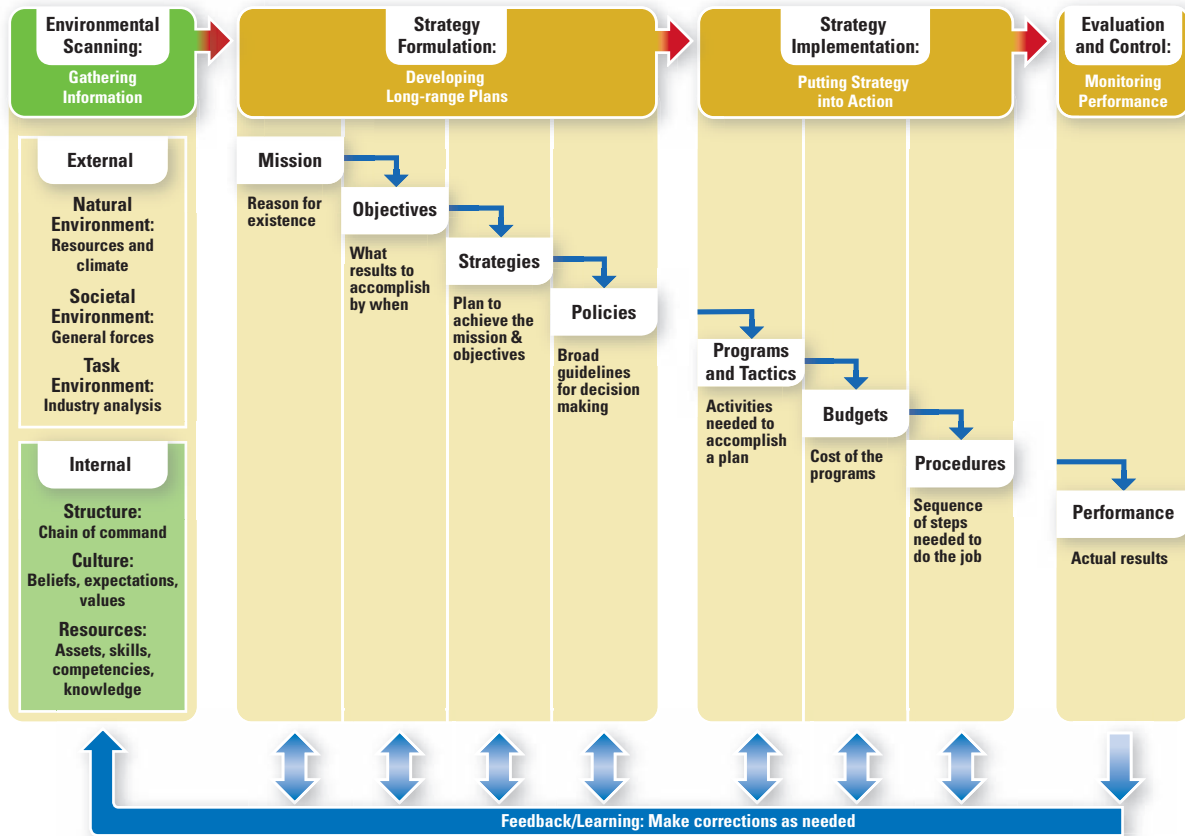 Environmental
Scanning:
Gathering
Information
Strategy
Formulation:
Developing
Long-range Plans
Strategy
Implementation:
Putting Strategy
into Action
Evaluation
and Control:
Monitoring
Performance
External
Natural
Environment:
Resources and
climate
Societal
Environment:
General forces
Task
Environment:
Industry analysis
Internal
Structure:
Chain of command
Culture:
Beliefs, expectations,
values
Resources:
Assets, skills,
competencies,
knowledge
Mission
Reason for
existence
Objectives
What
results to
accomplish
by when
Strategies
Plan to
achieve the
mission &
objectives
Policies
Broad
guidelines
for decision
making
Programs
and Tactics
Activities
needed to
accomplish
a plan
Budgets
Cost of the
programs
Procedures
Sequence
of steps
needed to
do the job
Performance
Actual results
Feedback/Learning: Make corrections as needed